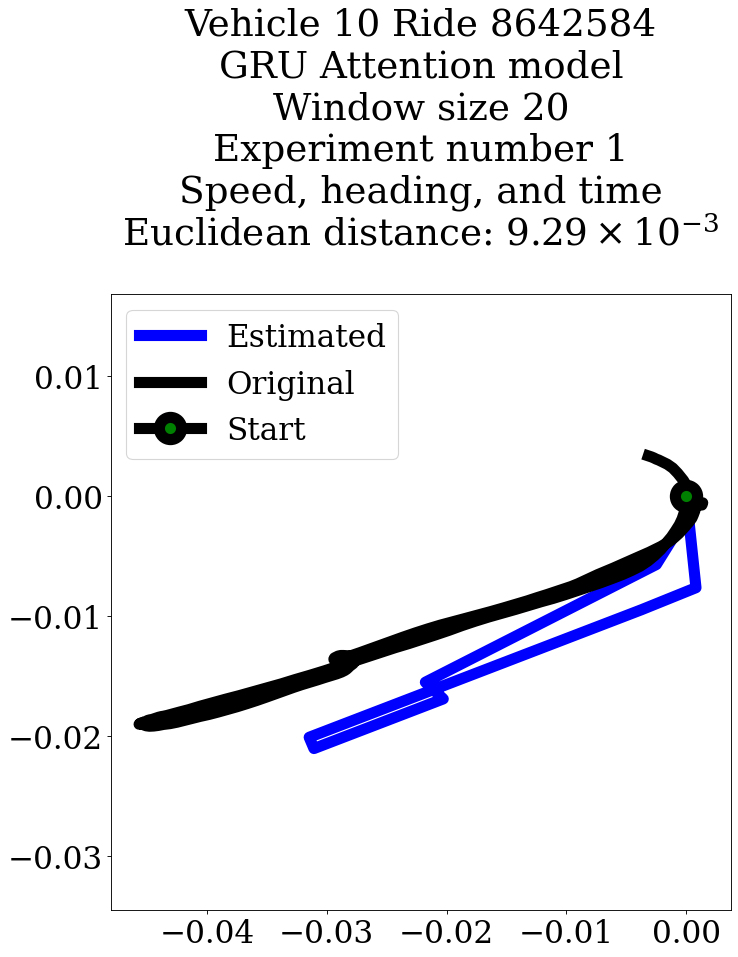 Vehicle 10 Ride 8642584
GRU Attention model
Window size 20
Experiment number 1
Speed, heading, and time
Euclidean distance: 9.29 × 10⁻³
Estimated
Original
Start
0.01
0.00
−0.01
−0.02
−0.03
−0.04 −0.03 −0.02 −0.01 0.00